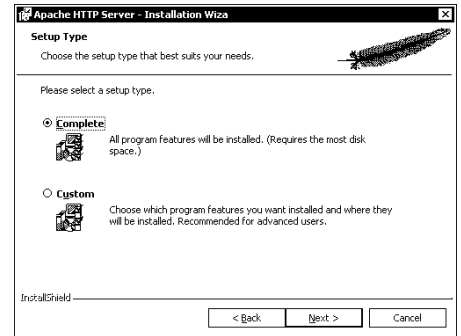 Apache HTTP Server - Installation Wiza
Setup Type
Choose the setup type that best suits your needs.
Please select a setup type.
Complete
All program features will be installed. (Requires the most disk
space.)
Custom
Choose which program features you want installed and where they
will be installed. Recommended for advanced users.
InstallShield
< Back
Next >
Cancel